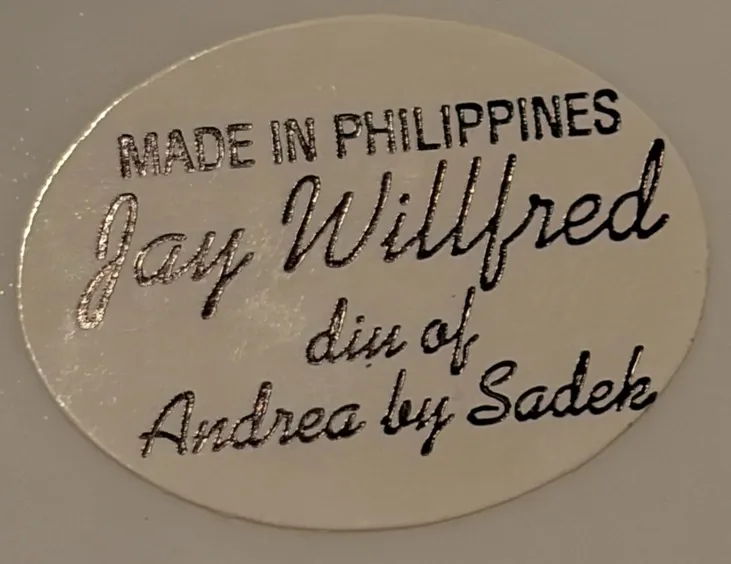 MADE IN PHILIPPINES
Jay Willfred
div of
Andrea by Sadek